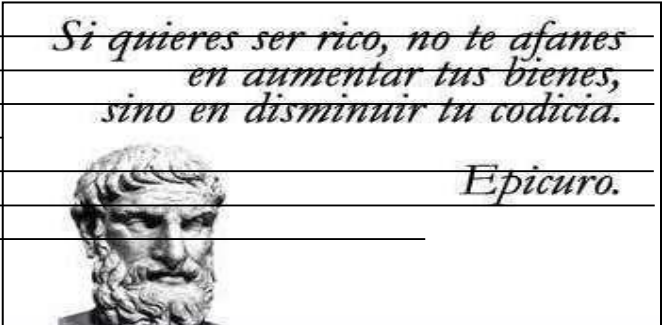 Si quieres ser rico, no te afanes
en aumentar tus bienes,
sino en disminuir tu codicia.
Epicuro.